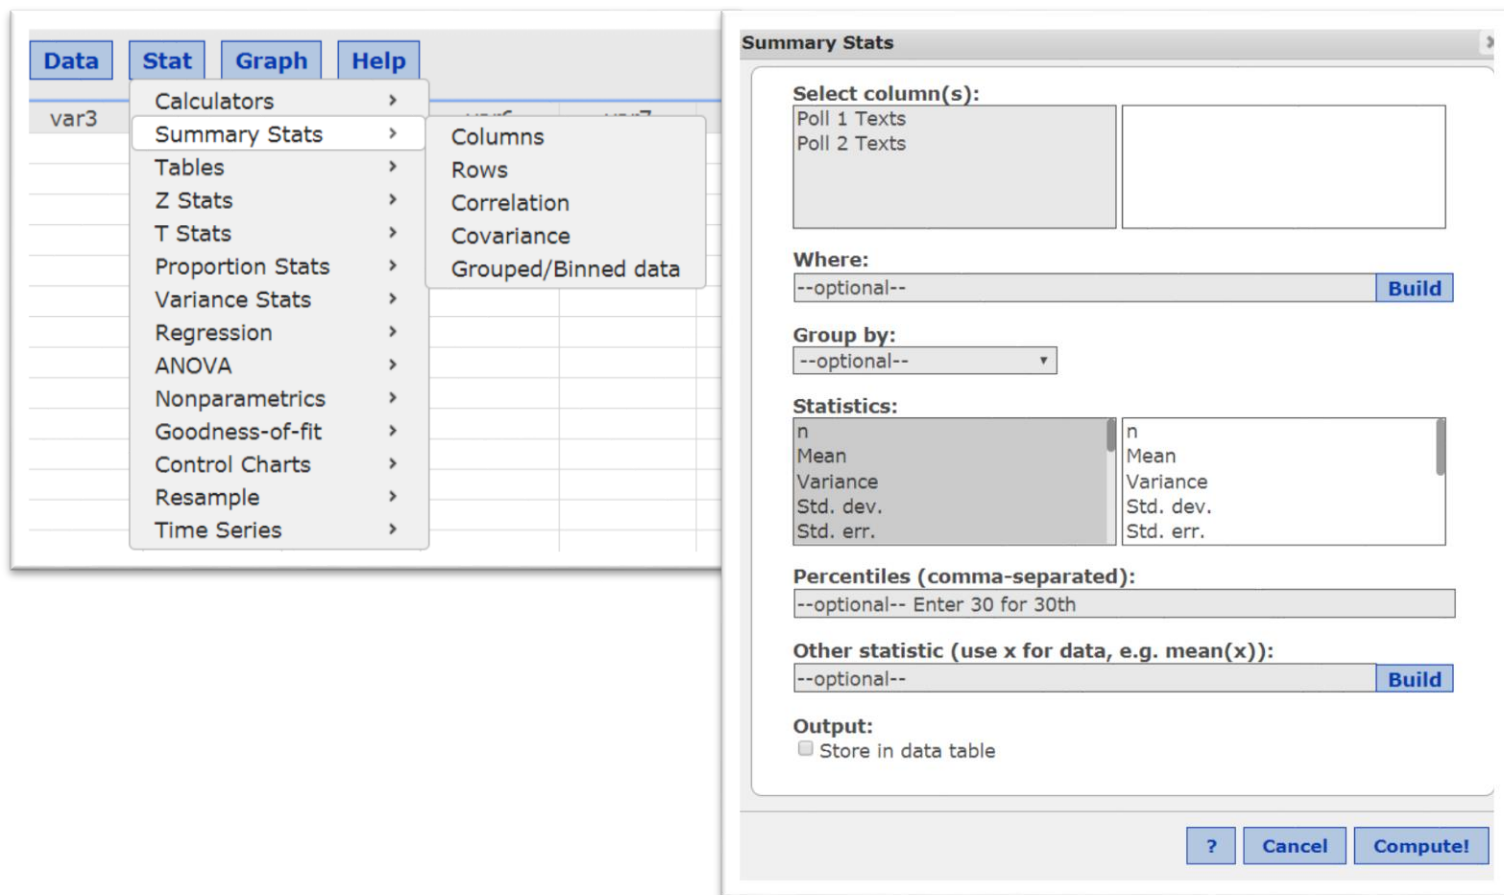 Data Stat Graph Help
var3
Calculators >
Summary Stats >
Tables >
Z Stats >
T Stats >
Proportion Stats >
Variance Stats >
Regression >
ANOVA >
Nonparametrics >
Goodness-of-fit >
Control Charts >
Resample >
Time Series >
var6 var7
Columns
Rows
Correlation
Covariance
Grouped/Binned data
Summary Stats
Select column(s):
Poll 1 Texts
Poll 2 Texts
Where:
--optional-- Build
Group by:
--optional--
Statistics:
n
Mean
Variance
Std. dev.
Std. err.
n
Mean
Variance
Std. dev.
Std. err.
Percentiles (comma-separated):
--optional-- Enter 30 for 30th
Other statistic (use x for data, e.g. mean(x)):
--optional-- Build
Output:
Store in data table
? Cancel Compute!